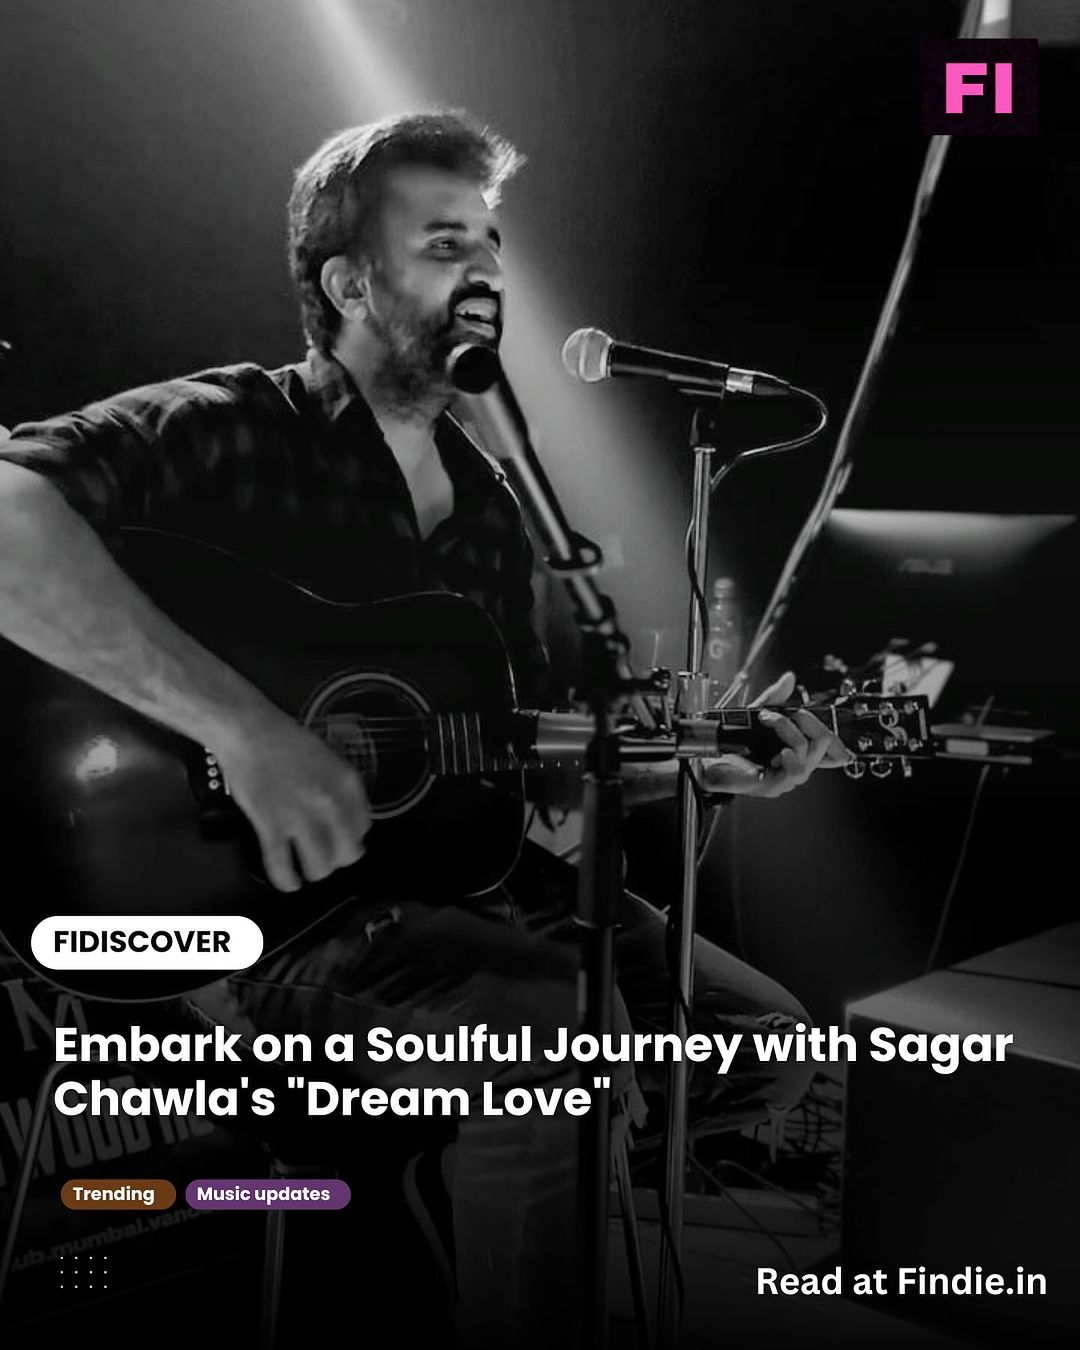 FI
FIDISCOVER
Embark on a Soulful Journey with Sagar
Chawla's "Dream Love"
Trending
Music updates
Read at Findie.in